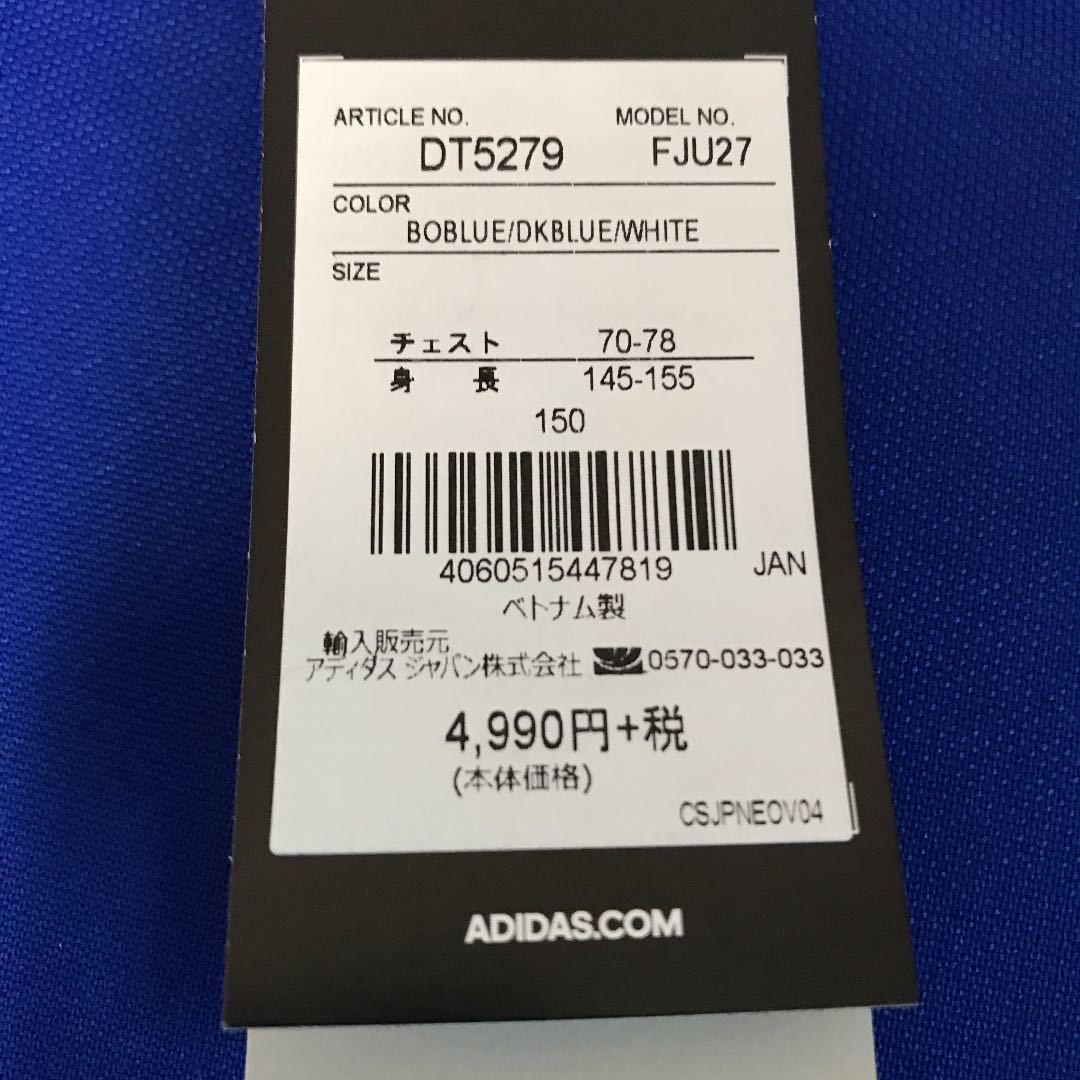 ARTICLE NO. MODEL NO.
DT5279 FJU27
COLOR
BOBLUE/DKBLUE/WHITE
SIZE
チェスト 70-78
身 長 145-155
150
4060515447819 JAN
ベトナム製
輸入販売元
アディダス ジャパン株式会社 0570-033-033
4,990円+税
(本体価格)
CSJPNEOV04
ADIDAS.COM